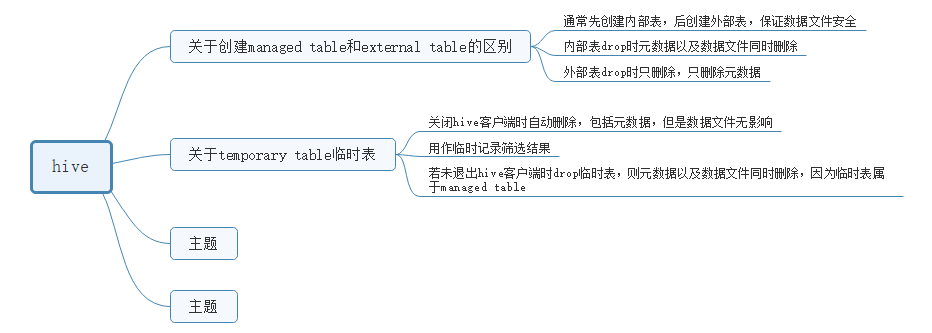 hive
关于创建managed table和external table的区别
通常先创建内部表，后创建外部表，保证数据文件安全
内部表drop时元数据以及数据文件同时删除
外部表drop时只删除，只删除元数据
关于temporary table临时表
关闭hive客户端时自动删除，包括元数据，但是数据文件无影响
用作临时记录筛选结果
若未退出hive客户端时drop临时表，则元数据以及数据文件同时删除，因为临时表属
于managed table
主题
主题